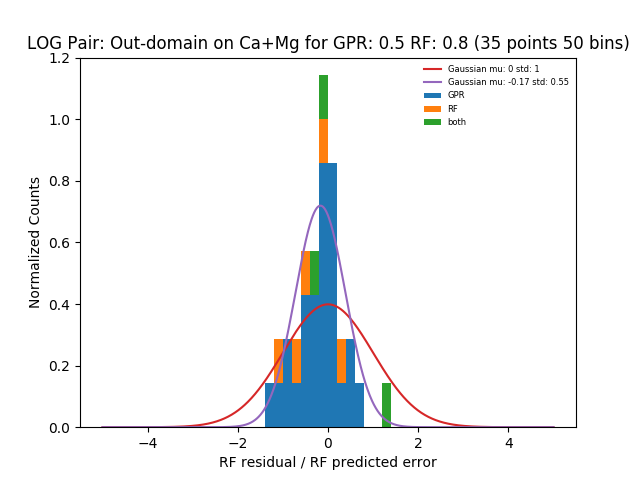 LOG Pair: Out-domain on Ca+Mg for GPR: 0.5 RF: 0.8 (35 points 50 bins)
Gaussian mu: 0 std: 1
Gaussian mu: -0.17 std: 0.55
GPR
RF
both
Normalized Counts
1.2
1.0
0.8
0.6
0.4
0.2
0.0
−4
−2
0
2
4
RF residual / RF predicted error